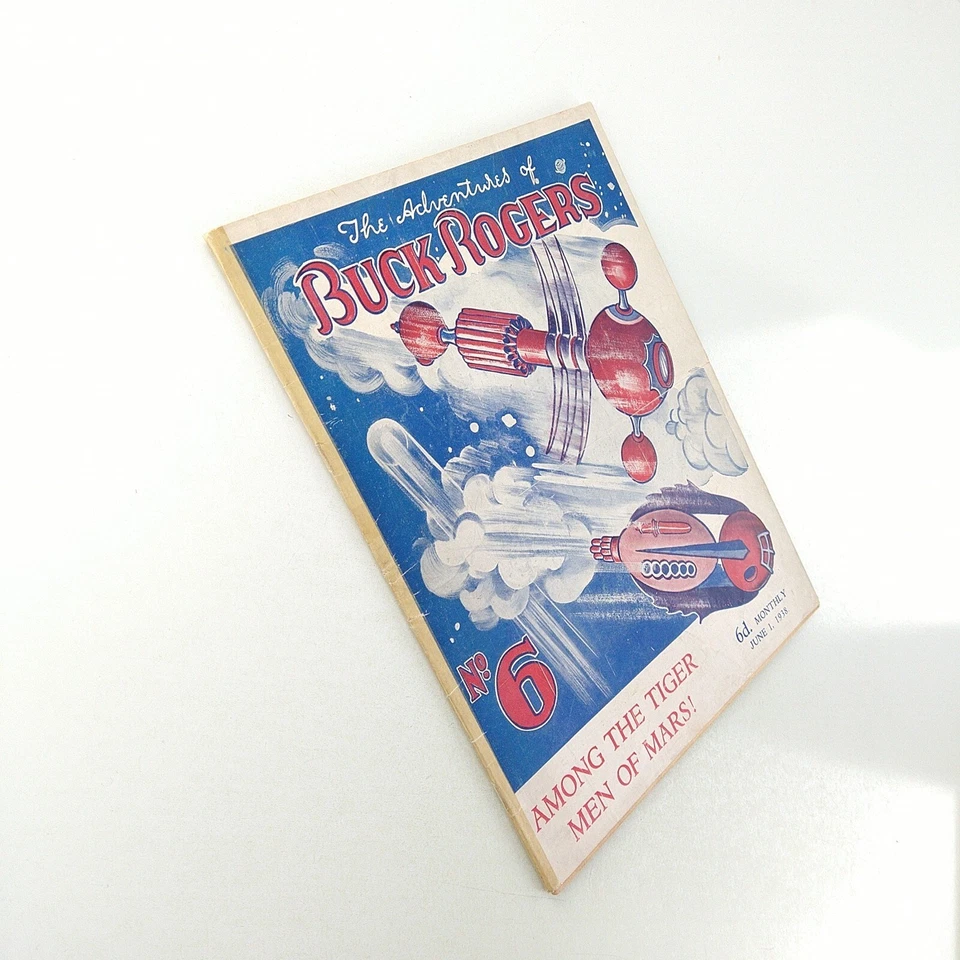 The Adventures of
BUCK ROGERS
No 6
6d. MONTHLY
JUNE 1, 1938
AMONG THE TIGER
MEN OF MARS!